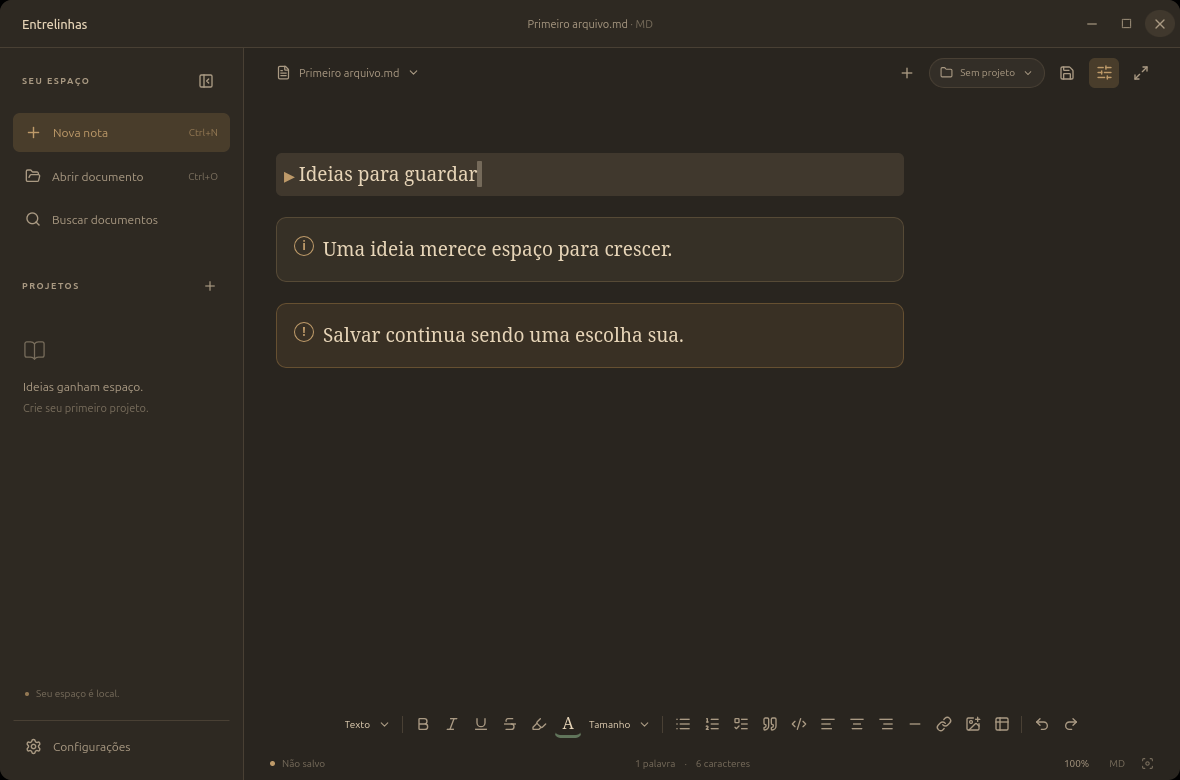 Entrelinhas
Primeiro arquivo.md · MD
SEU ESPAÇO
Nova nota Ctrl+N
Abrir documento Ctrl+O
Buscar documentos
PROJETOS
Ideias ganham espaço.
Crie seu primeiro projeto.
Seu espaço é local.
Configurações
Primeiro arquivo.md
Sem projeto
Ideias para guardar
Uma ideia merece espaço para crescer.
Salvar continua sendo uma escolha sua.
Texto
Tamanho
Não salvo
1 palavra · 6 caracteres
100% MD